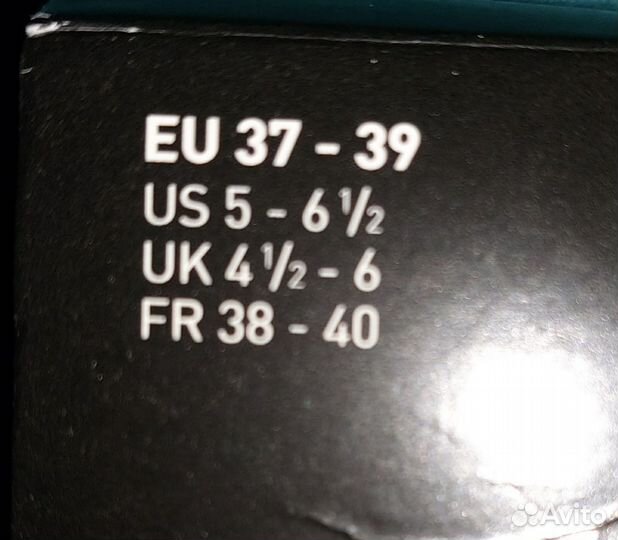 EU 37 - 39
US 5 - 6 ½
UK 4 ½ - 6
FR 38 - 40
Avito